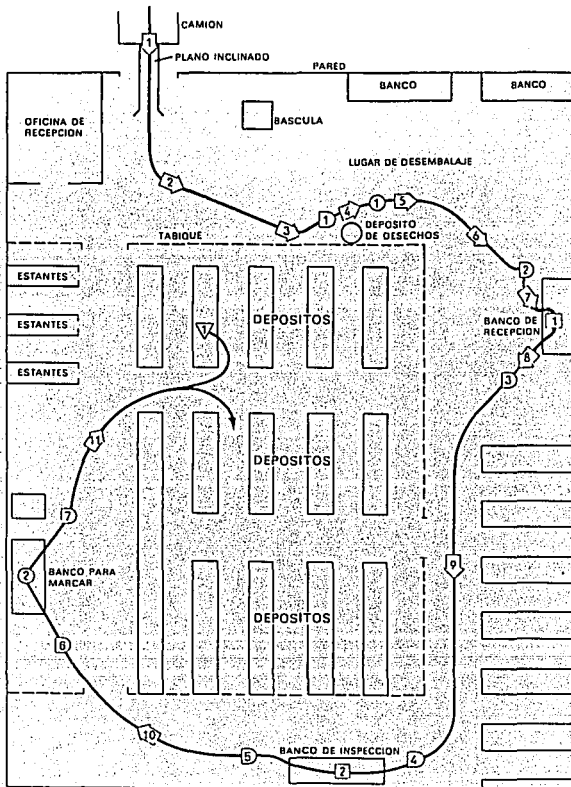 CAMION
1
PLANO INCLINADO
PARED
BANCO
BANCO
OFICINA DE
RECEPCION
BASCULA
LUGAR DE DESEMBALAJE
2
3
1
4
1
5
DEPOSITO
DE DESECHOS
6
TABIQUE
2
7
ESTANTES
ESTANTES
ESTANTES
DEPOSITOS
1
BANCO DE
RECEPCION
1
8
3
11
DEPOSITOS
7
9
2
BANCO PARA
MARCAR
DEPOSITOS
6
10
5
BANCO DE INSPECCION
2
4